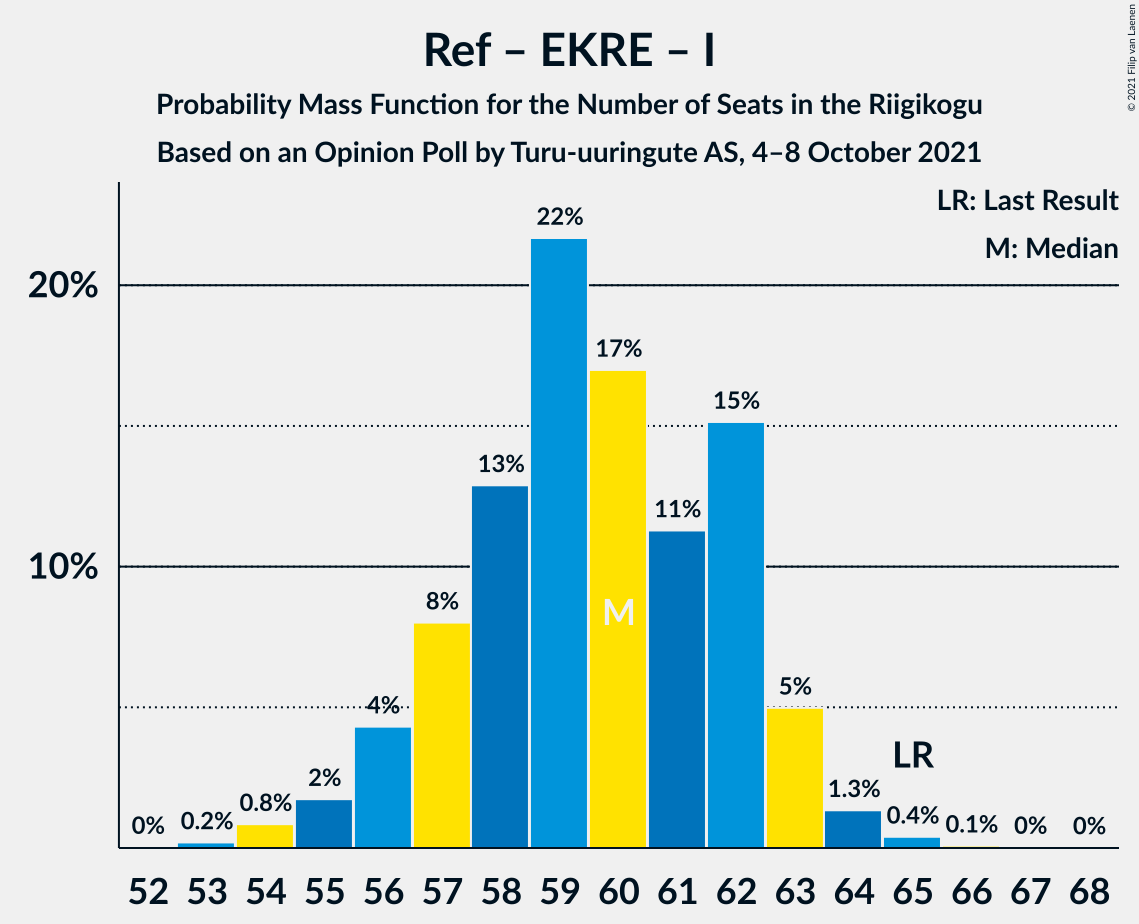 Ref – EKRE – I
Probability Mass Function for the Number of Seats in the Riigikogu
Based on an Opinion Poll by Turu-uuringute AS, 4–8 October 2021
© 2021 Filip van Laenen
LR: Last Result
M: Median
22%
20%
17%
15%
13%
11%
10%
8%
M
5%
4%
LR
2%
1.3%
0.8%
0.4%
0% 0.2% 0.1% 0% 0%
52 53 54 55 56 57 58 59 60 61 62 63 64 65 66 67 68